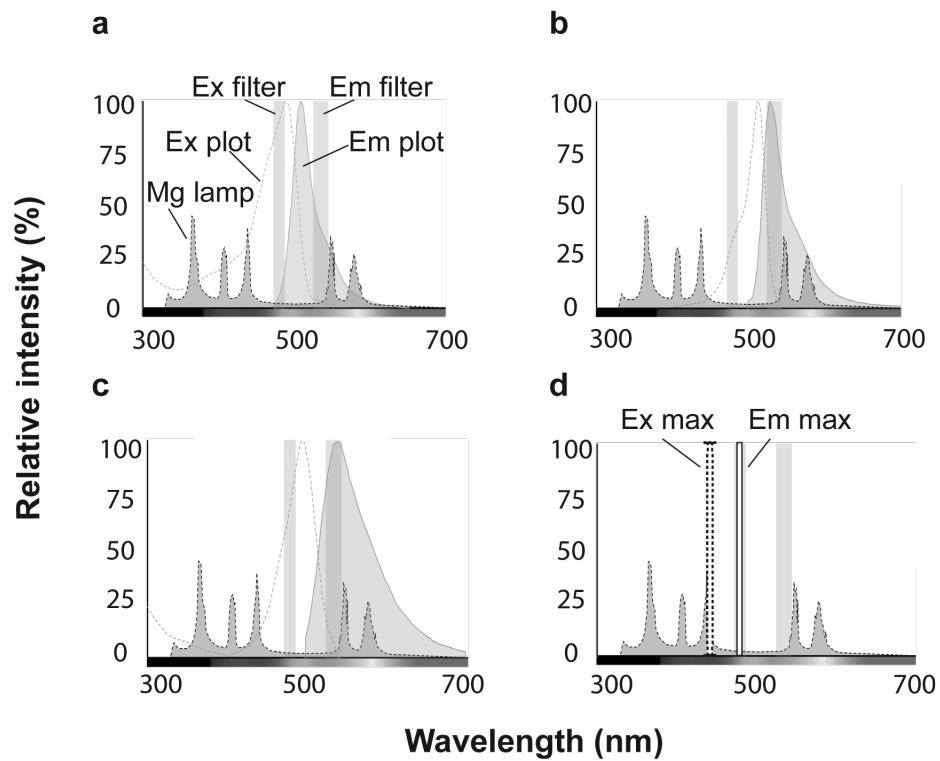 a
Ex filter Em filter
100
Ex plot Em plot
75
Mg lamp
50
25
0
300 500 700
b
100
75
50
25
0
300 500 700
Relative intensity (%)
c
100
75
50
25
0
300 500 700
d
Ex max Em max
100
75
50
25
0
300 500 700
Wavelength (nm)